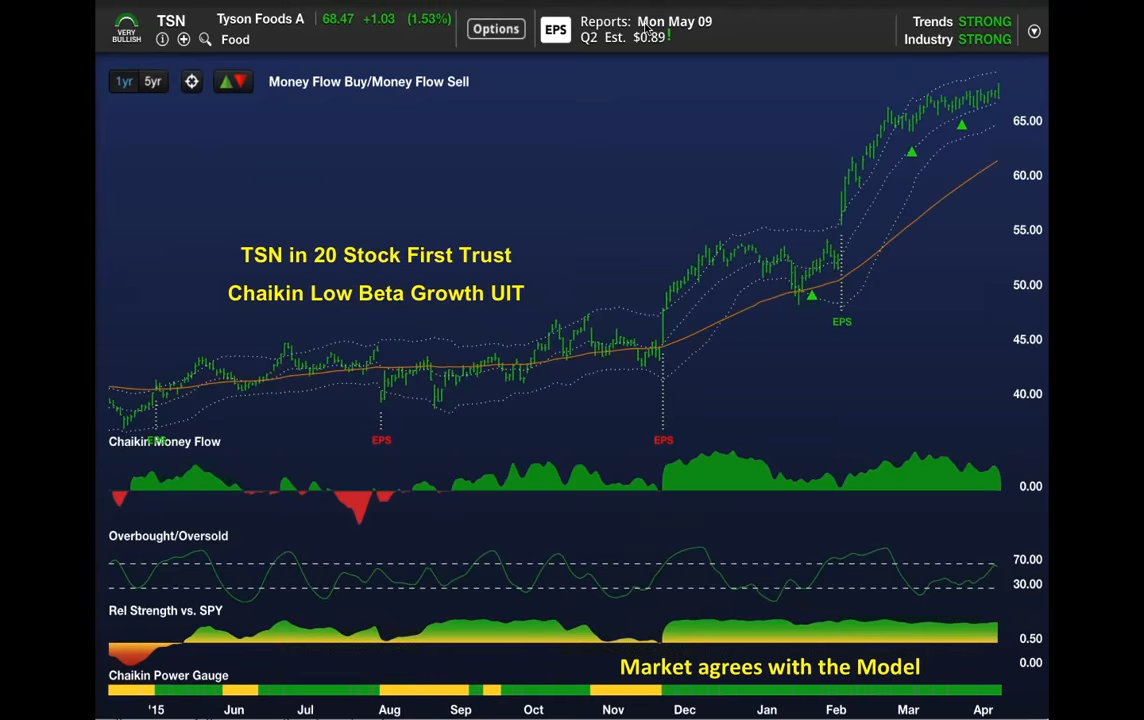 VERY
BULLISH
TSN
Tyson Foods A
68.47 +1.03 (1.53%)
Food
Options
EPS
Reports: Mon May 09
Q2 Est. $0.89!
Trends STRONG
Industry STRONG
1yr 5yr
Money Flow Buy/Money Flow Sell
65.00
60.00
55.00
50.00
45.00
40.00
TSN in 20 Stock First Trust
Chaikin Low Beta Growth UIT
EPS
EPS
EPS
EPS
Chaikin Money Flow
0.00
Overbought/Oversold
70.00
30.00
Rel Strength vs. SPY
0.50
0.00
Market agrees with the Model
Chaikin Power Gauge
'15 Jun Jul Aug Sep Oct Nov Dec Jan Feb Mar Apr